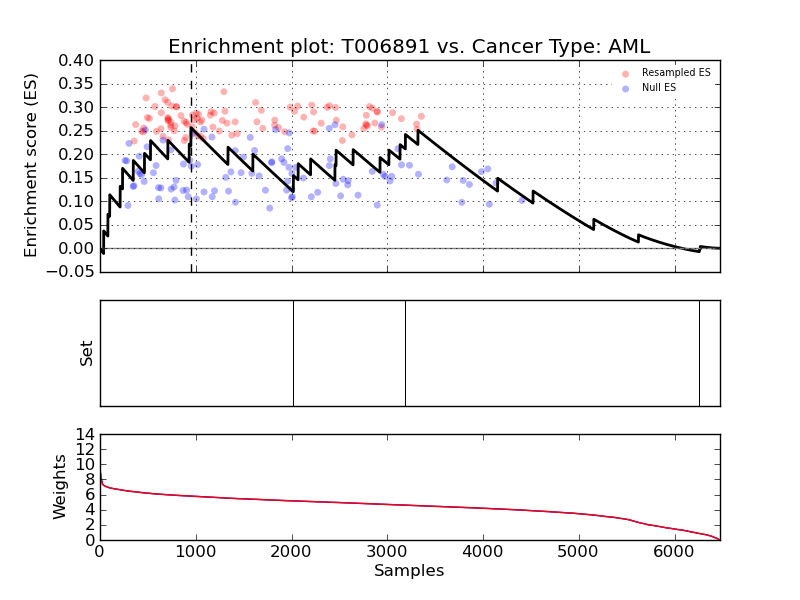 Enrichment plot: T006891 vs. Cancer Type: AML
Enrichment score (ES)
0.40
0.35
0.30
0.25
0.20
0.15
0.10
0.05
0.00
−0.05
Resampled ES
Null ES
Set
Weights
14
12
10
8
6
4
2
0
0 1000 2000 3000 4000 5000 6000
Samples